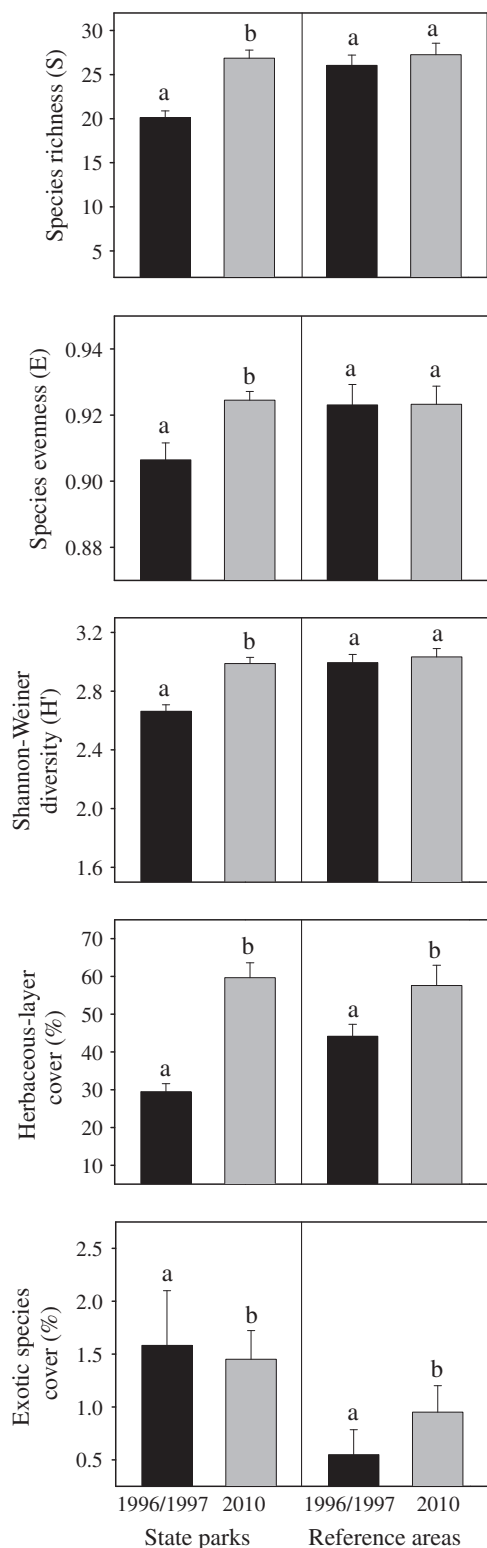 Species richness (S)
30
25
20
15
10
5
a
b
a
a
Species evenness (E)
0.94
0.92
0.90
0.88
a
b
a
a
Shannon-Weiner
diversity (H')
3.2
2.8
2.4
2.0
1.6
a
b
a
a
Herbaceous-layer
cover (%)
70
60
50
40
30
20
10
a
b
a
b
Exotic species
cover (%)
2.5
2.0
1.5
1.0
0.5
a
b
a
b
1996/1997 2010 1996/1997 2010
State parks Reference areas